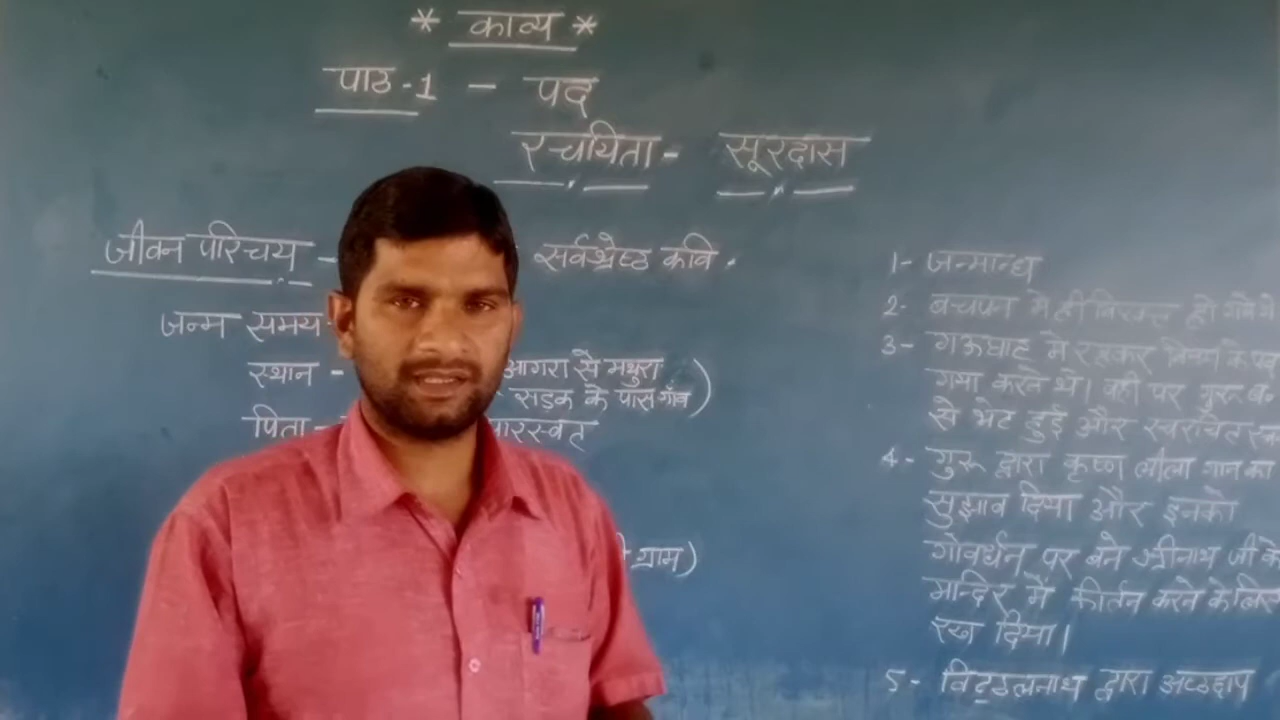 * काव्य *
पाठ-1 - पद
रचयिता - सूरदास
जीवन परिचय - सर्वश्रेष्ठ कवि -
जन्म समय -
स्थान - आगरा से मथुरा
सड़क के पास गाँव)
पिता - सारस्वत
ग्राम)
1- जन्मान्ध
2- बचपन में ही विरक्त हो गये थे
3- गऊघाट में रहकर विनय के पद
गाया करते थे। वहीं पर गुरू
से भेट हुई और स्वरचित
4- गुरू द्वारा कृष्ण लीला गान का
सुझाव दिया और इनको
गोवर्धन पर बने श्रीनाथ जी के
मन्दिर में कीर्तन करने के लिए
रख दिया।
5- विट्ठलनाथ द्वारा अष्टछाप